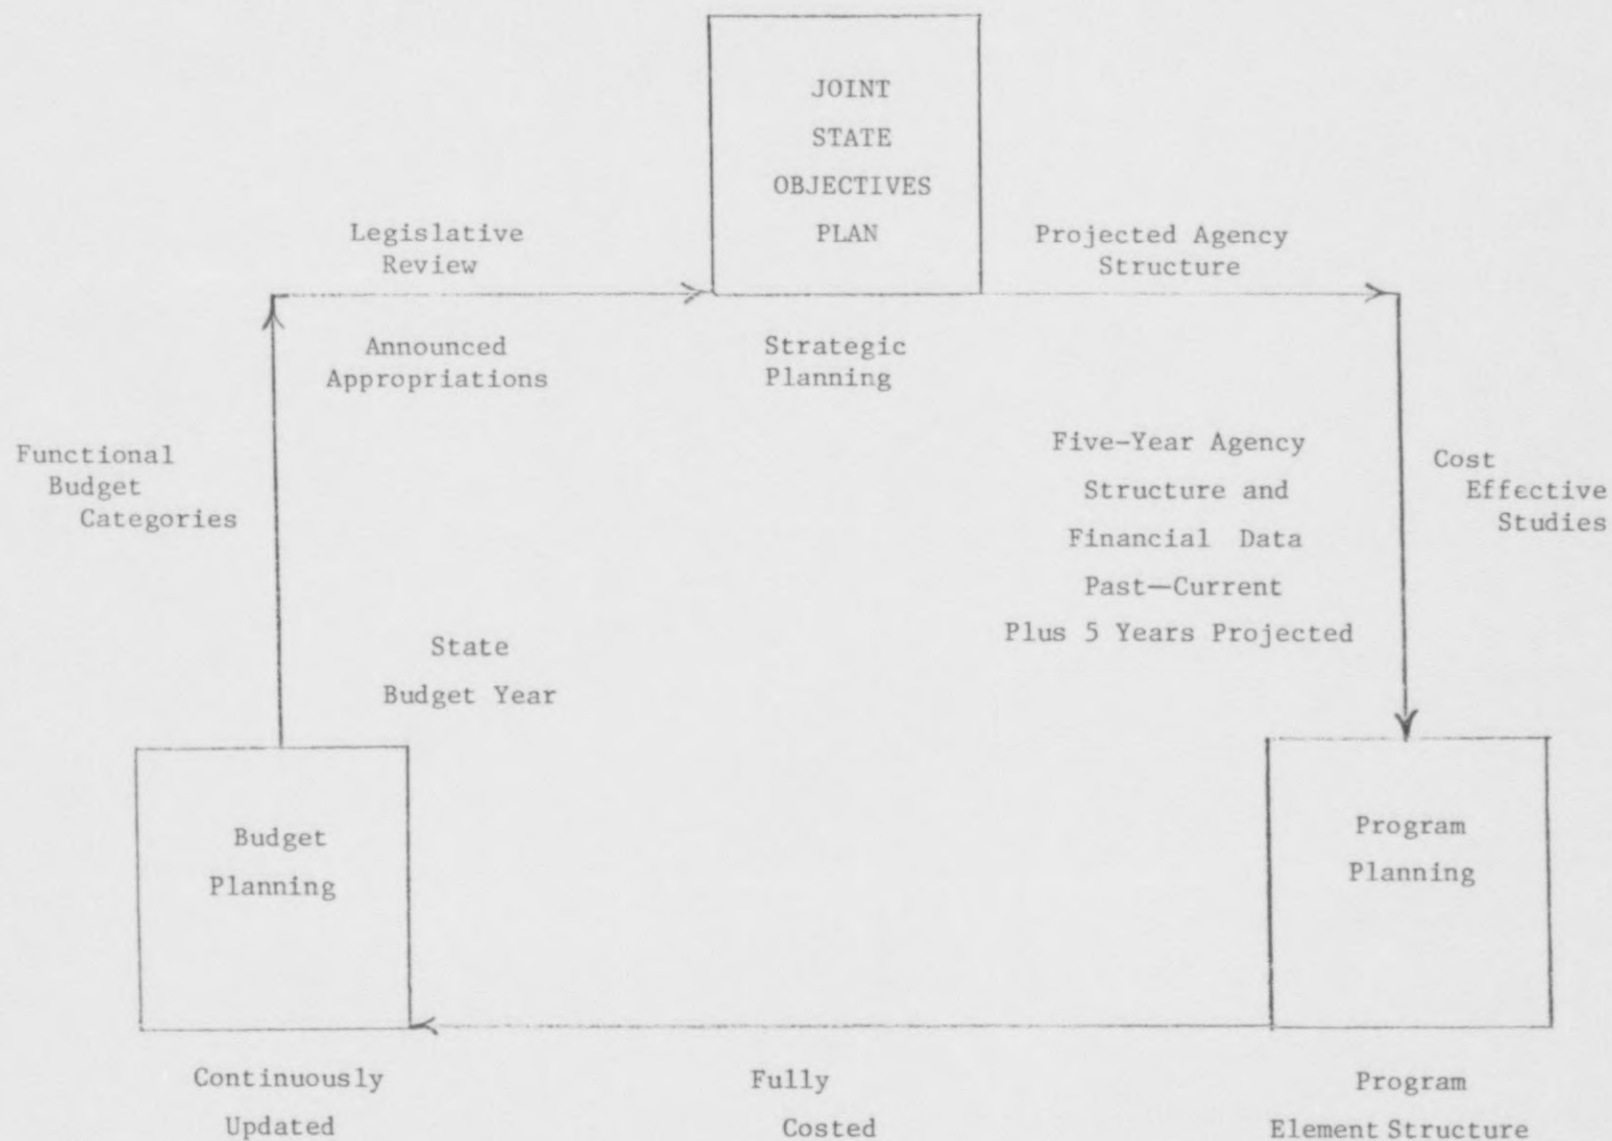 JOINT
STATE
OBJECTIVES
PLAN
Legislative
Review
Projected Agency
Structure
Announced
Appropriations
Strategic
Planning
Functional
Budget
Categories
Five-Year Agency
Structure and
Financial Data
Past—Current
Plus 5 Years Projected
Cost
Effective
Studies
State
Budget Year
Budget
Planning
Program
Planning
Continuously
Updated
Fully
Costed
Program
Element Structure